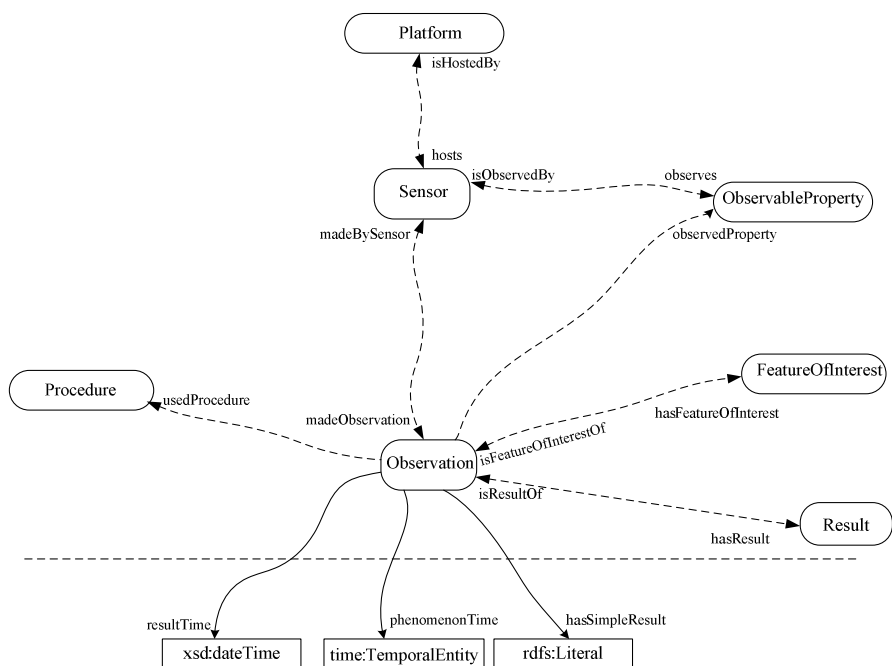 Platform
isHostedBy
hosts
isObservedBy
observes
Sensor
ObservableProperty
madeBySensor
observedProperty
FeatureOfInterest
Procedure
usedProcedure
hasFeatureOfInterest
madeObservation
isFeatureOfInterestOf
Observation
isResultOf
Result
hasResult
resultTime
phenomenonTime
hasSimpleResult
xsd:dateTime
time:TemporalEntity
rdfs:Literal